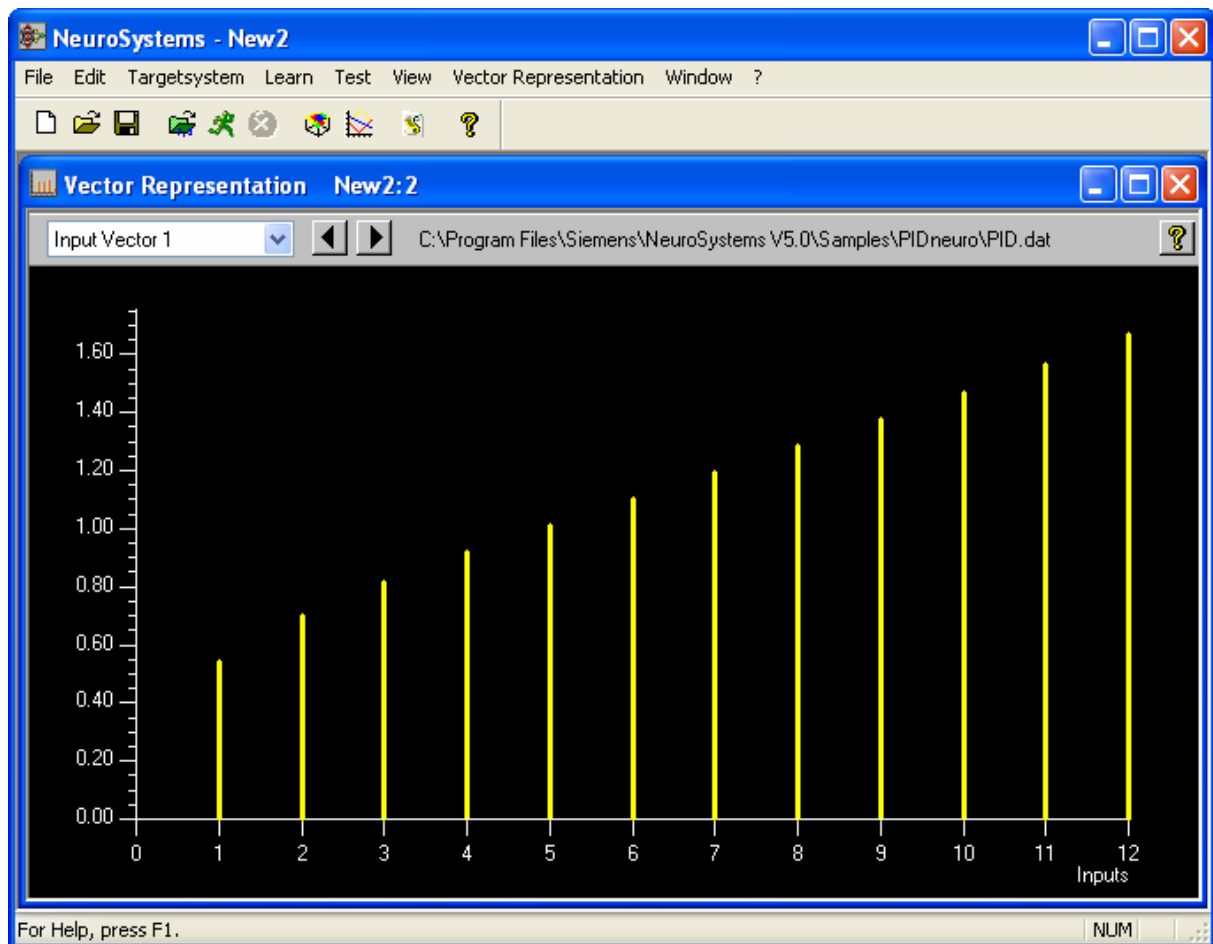 NeuroSystems - New2
File Edit Targetsystem Learn Test View Vector Representation Window ?
Vector Representation New2:2
Input Vector 1 C:\Program Files\Siemens\NeuroSystems V5.0\Samples\PIDneuro\PID.dat
1.60
1.40
1.20
1.00
0.80
0.60
0.40
0.20
0.00
0 1 2 3 4 5 6 7 8 9 10 11 12
Inputs
For Help, press F1. NUM